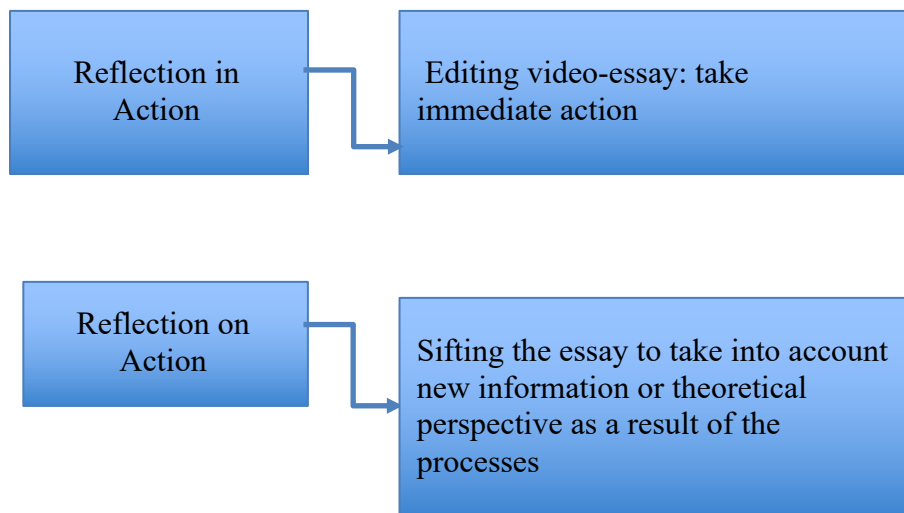 Reflection in
Action
Editing video-essay: take
immediate action
Reflection on
Action
Sifting the essay to take into account
new information or theoretical
perspective as a result of the
processes